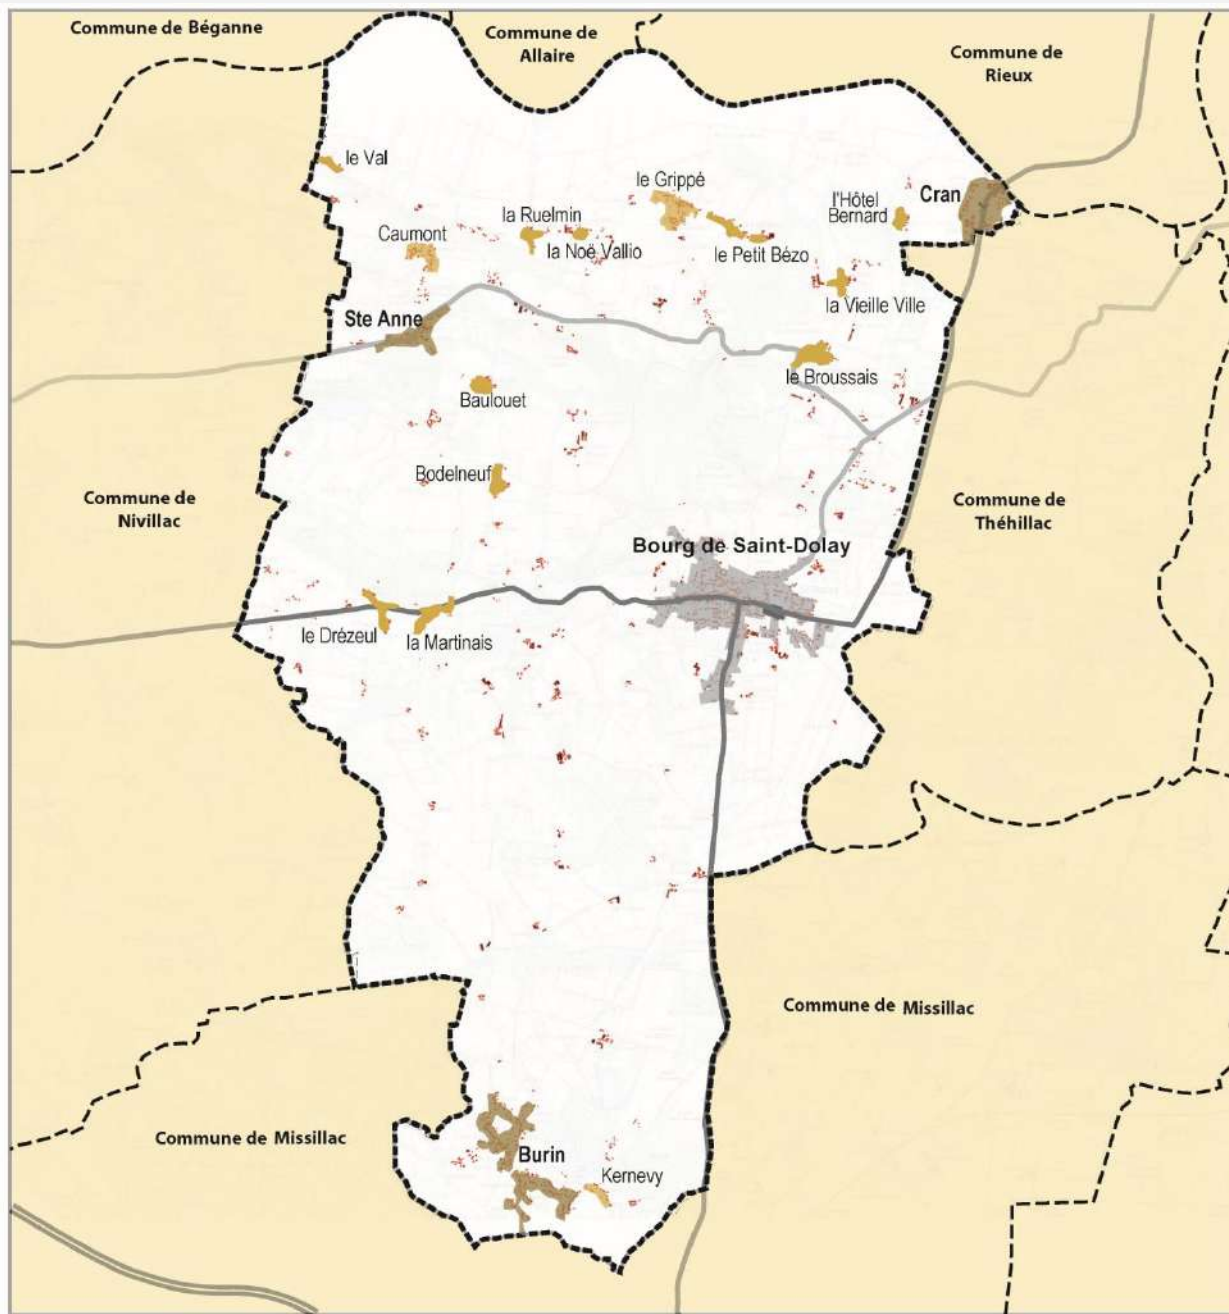 Commune de Béganne
Commune de
Allaire
Commune de
Rieux
le Val
le Grippé
l'Hôtel
Bernard
Cran
la Ruelmin
Caumont
la Noë Vallio
le Petit Bézo
la Vieille Ville
Ste Anne
le Broussais
Baulouet
Bodelneuf
Commune de
Nivillac
Commune de
Théhillac
Bourg de Saint-Dolay
le Drézeul
la Martinais
Commune de Missillac
Commune de Missillac
Burin
Kernevy